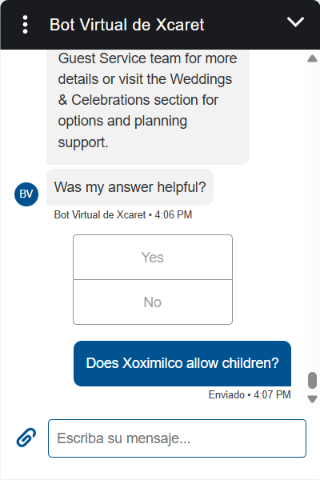 Bot Virtual de Xcaret
Guest Service team for more
details or visit the Weddings
& Celebrations section for
options and planning
support.
BV
Was my answer helpful?
Bot Virtual de Xcaret • 4:06 PM
Yes
No
Does Xoximilco allow children?
Enviado • 4:07 PM
Escriba su mensaje...